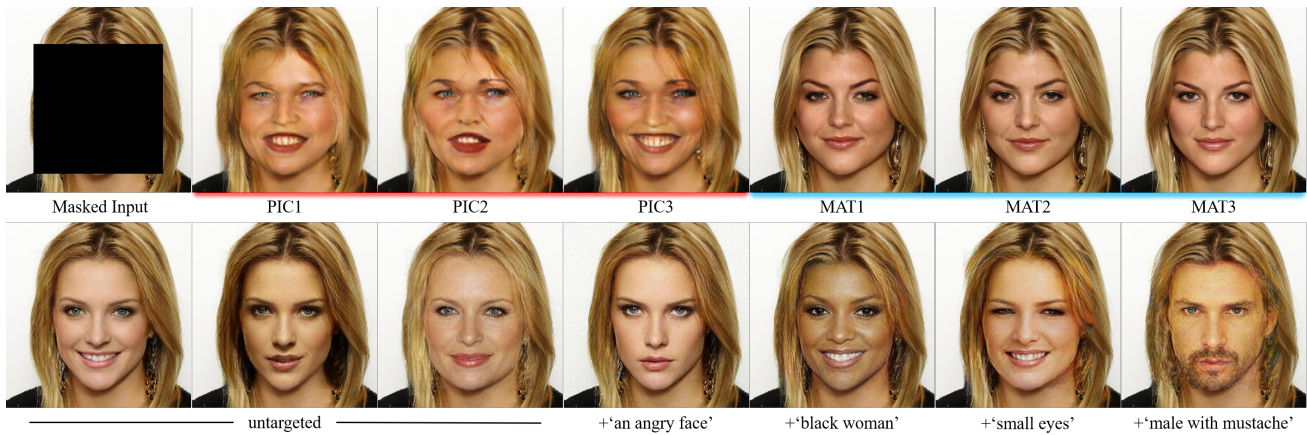 Masked Input PIC1 PIC2 PIC3 MAT1 MAT2 MAT3
untargeted +‘an angry face’ +‘black woman’ +‘small eyes’ +‘male with mustache’